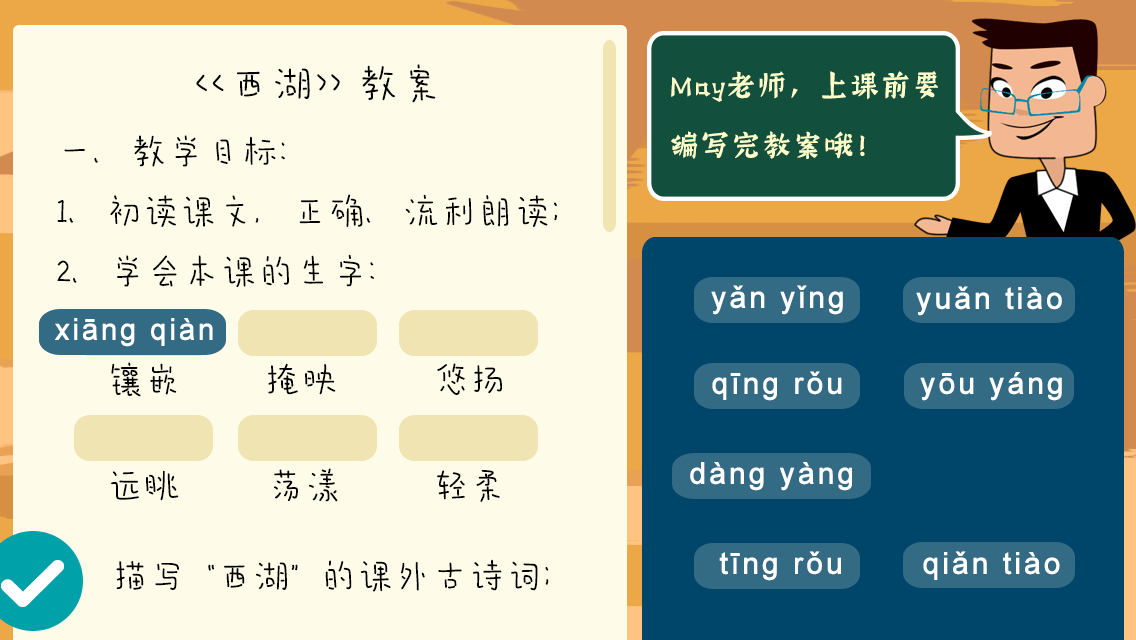 《西湖》教案
一、教学目标：
1、初读课文，正确、流利朗读；
2、学会本课的生字：
xiāng qiàn
镶嵌 掩映 悠扬
远眺 荡漾 轻柔
描写“西湖”的课外古诗词；
May老师，上课前要
编写完教案哦！
yǎn yǐng yuǎn tiào
qīng rǒu yōu yáng
dàng yàng
tīng rǒu qiǎn tiào